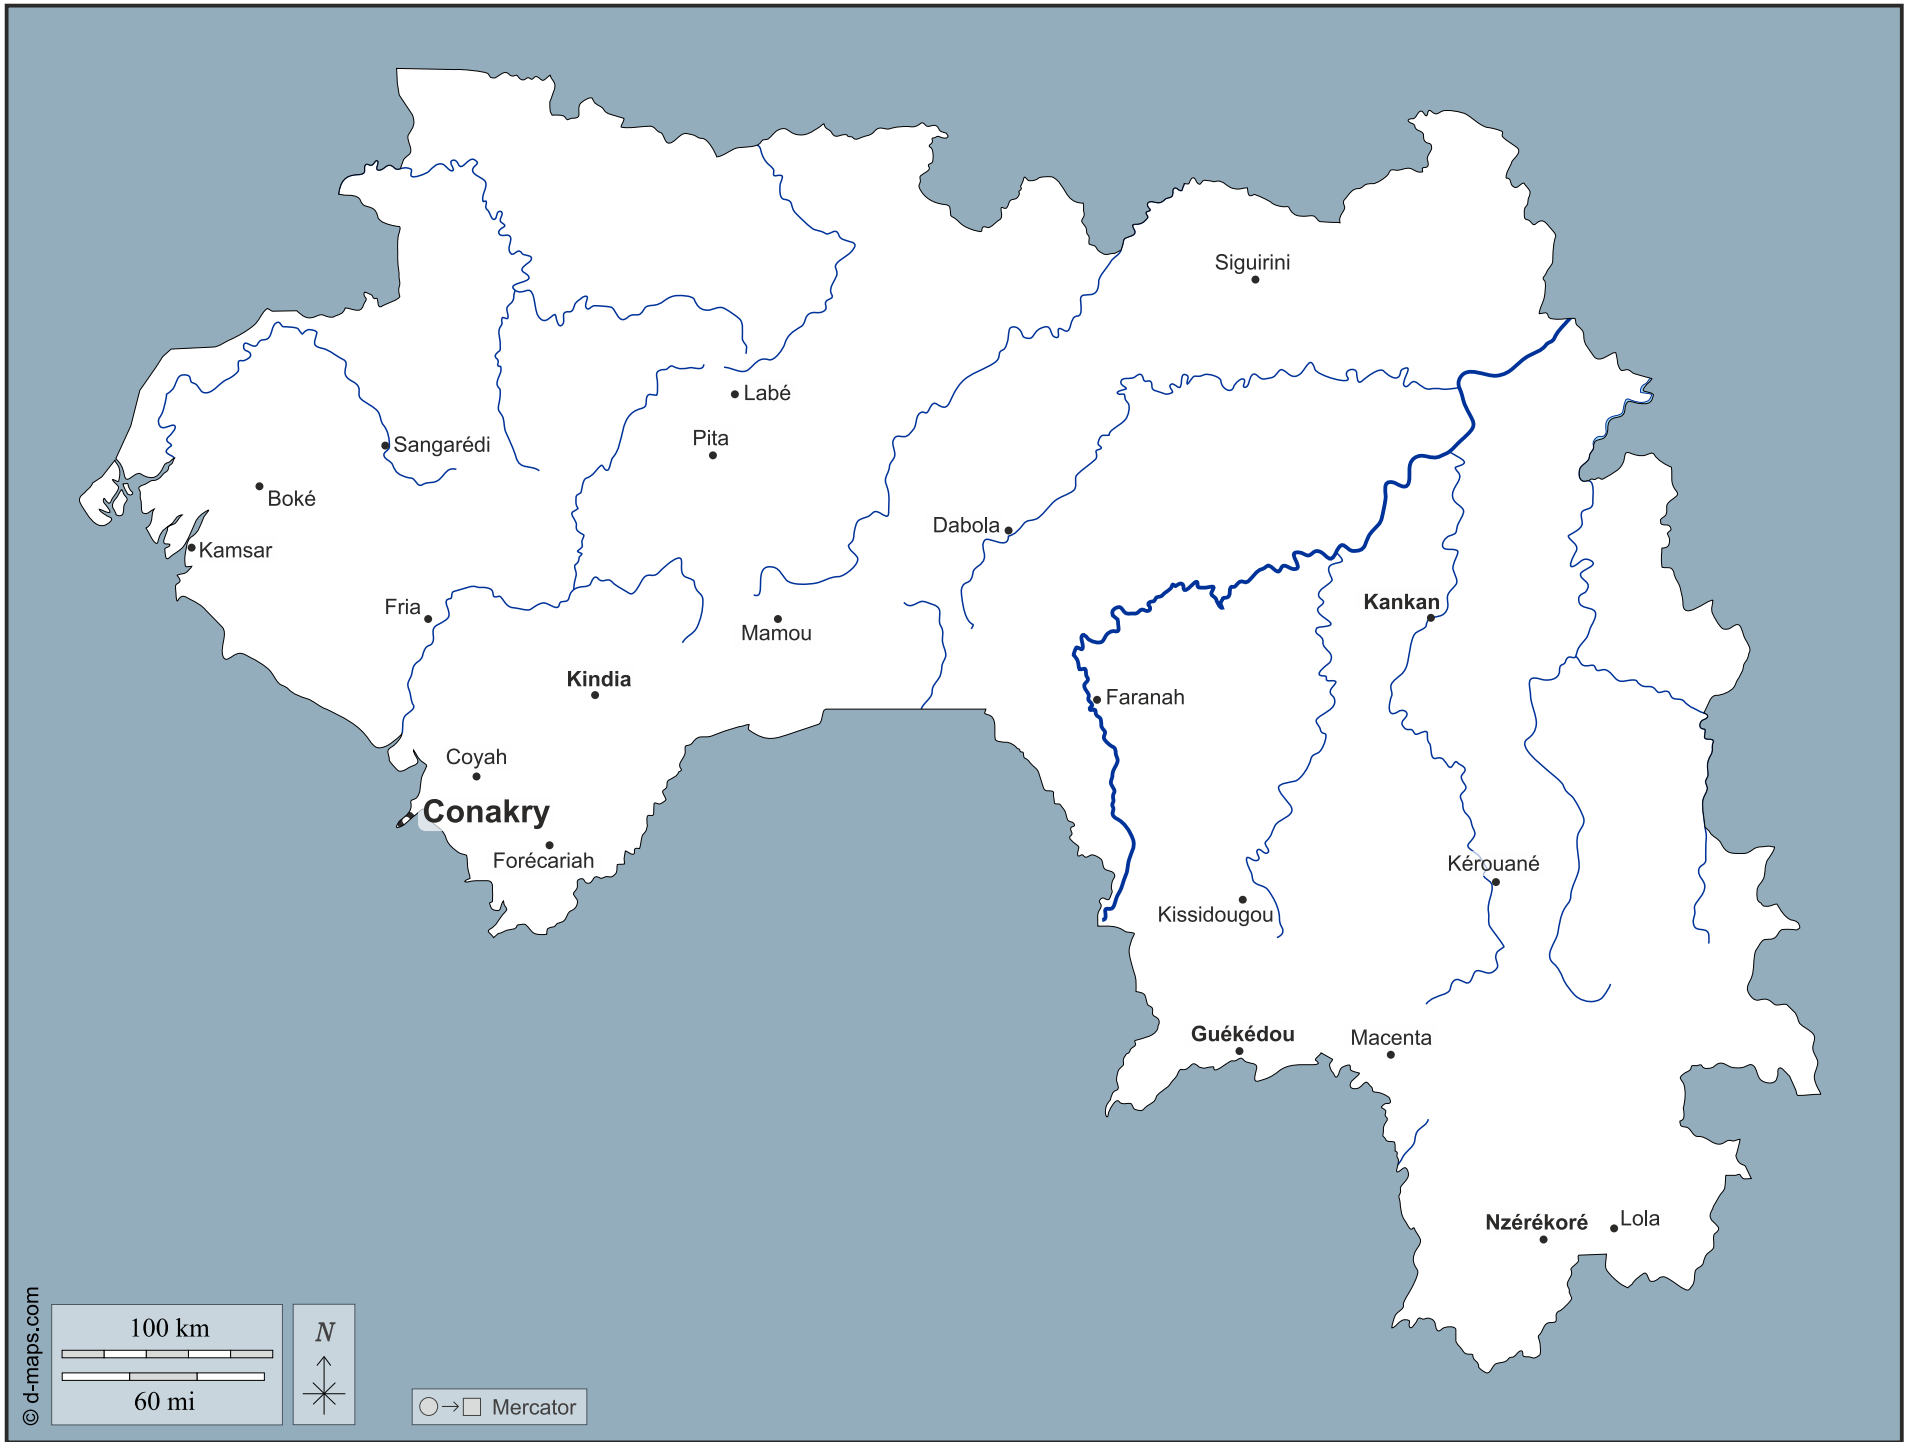 Siguirini
Labé
Pita
Sangarédi
Boké
Dabola
Kamsar
Fria
Kankan
Mamou
Kindia
Faranah
Coyah
Conakry
Forécariah
Kérouané
Kissidougou
Guékédou
Macenta
Nzérékoré
Lola
© d-maps.com
100 km
60 mi
N
Mercator